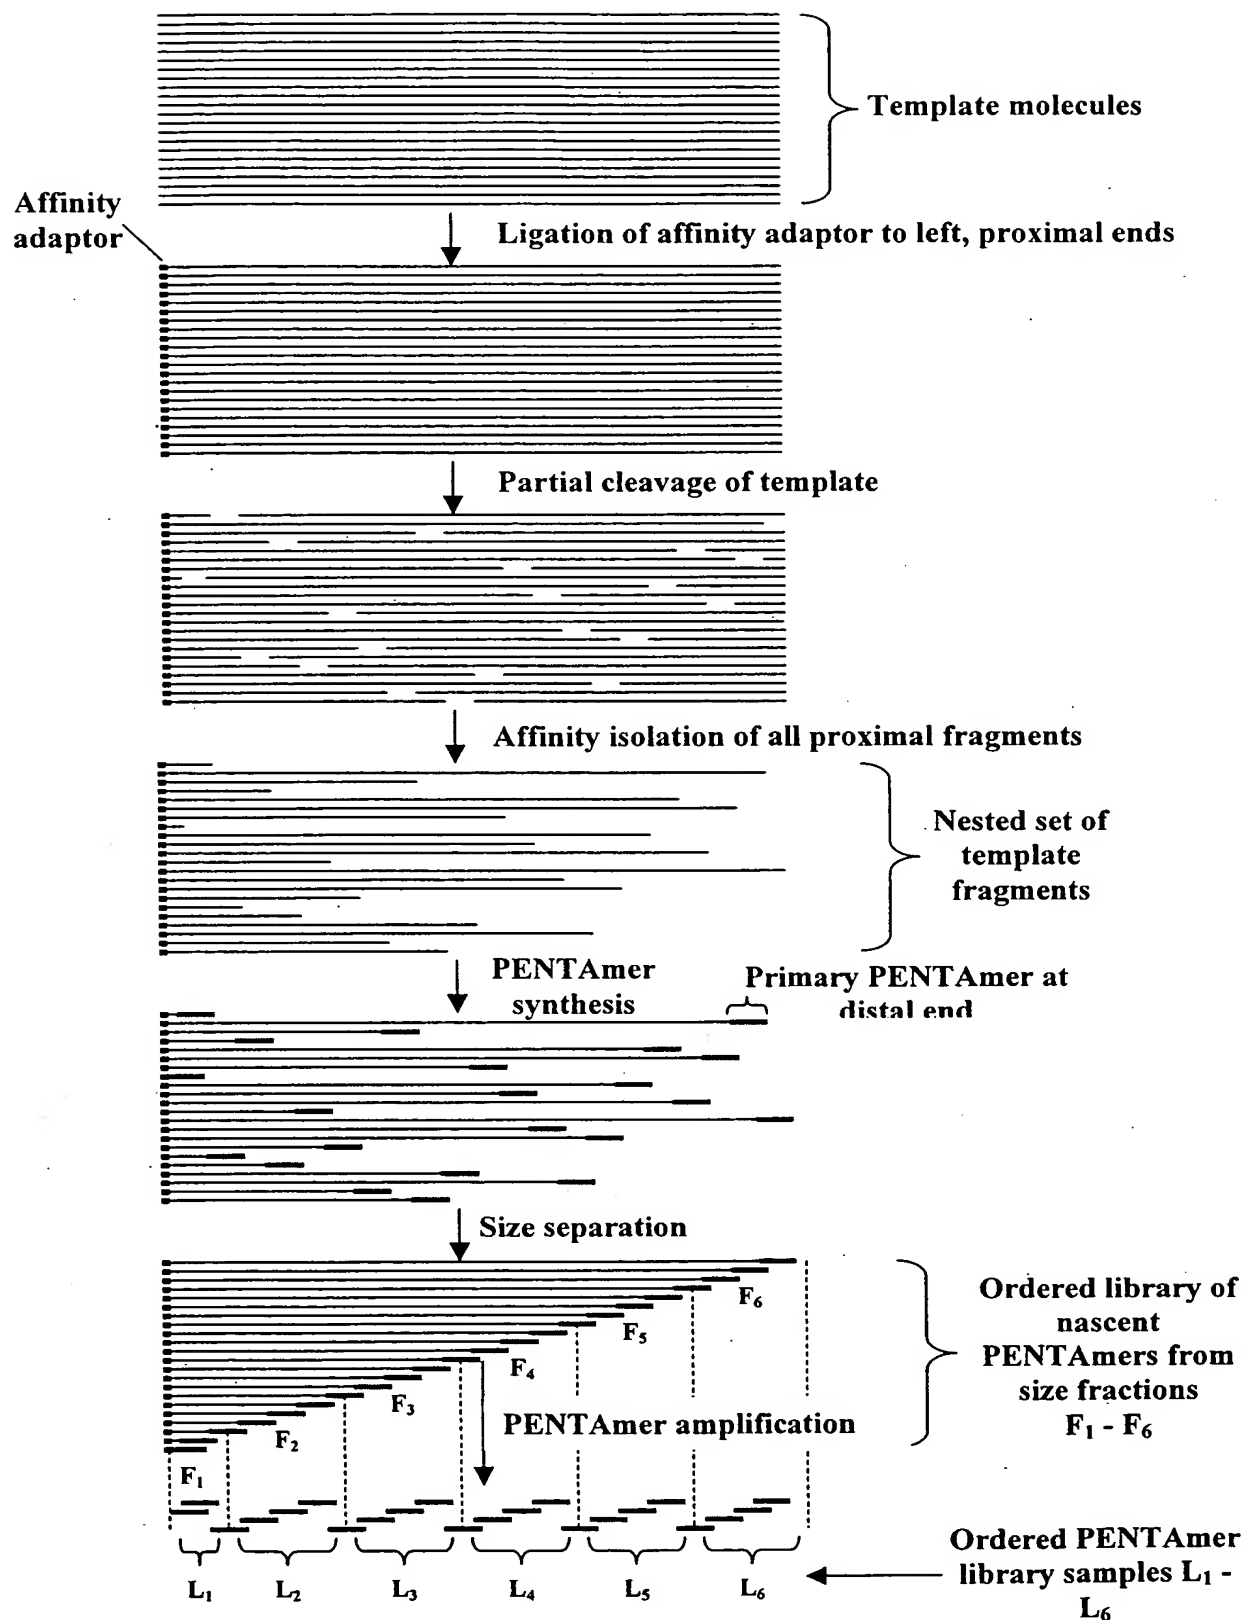 Template molecules
Affinity
adaptor
Ligation of affinity adaptor to left, proximal ends
Partial cleavage of template
Affinity isolation of all proximal fragments
Nested set of
template
fragments
PENTAmer
synthesis
Primary PENTAmer at
distal end
Size separation
F₆
F₅
F₄
F₃
F₂
F₁
Ordered library of
nascent
PENTAmers from
size fractions
F₁ - F₆
PENTAmer amplification
L₁ L₂ L₃ L₄ L₅ L₆
Ordered PENTAmer
library samples L₁ -
L₆